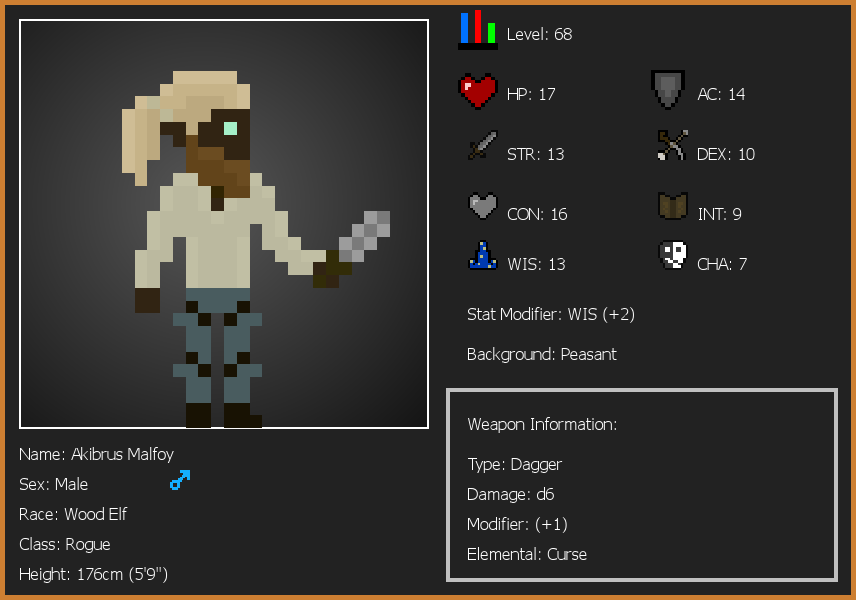 Level: 68
HP: 17
AC: 14
STR: 13
DEX: 10
CON: 16
INT: 9
WIS: 13
CHA: 7
Stat Modifier: WIS (+2)
Background: Peasant
Weapon Information:
Type: Dagger
Damage: d6
Modifier: (+1)
Elemental: Curse
Name: Akibrus Malfoy
Sex: Male
Race: Wood Elf
Class: Rogue
Height: 176cm (5'9")